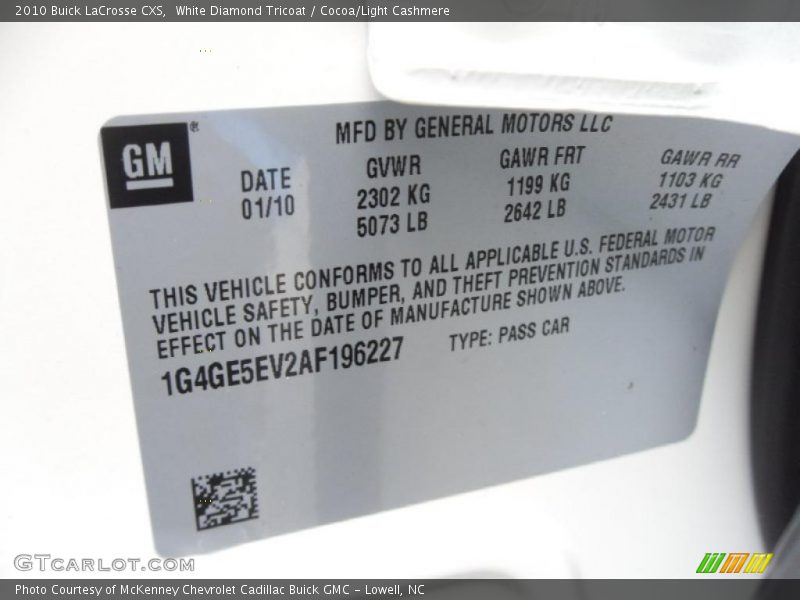 2010 Buick LaCrosse CXS,  White Diamond Tricoat / Cocoa/Light Cashmere
GM®
MFD BY GENERAL MOTORS LLC
DATE GVWR GAWR FRT GAWR RR
01/10 2302 KG 1199 KG 1103 KG
5073 LB 2642 LB 2431 LB
THIS VEHICLE CONFORMS TO ALL APPLICABLE U.S. FEDERAL MOTOR
VEHICLE SAFETY, BUMPER, AND THEFT PREVENTION STANDARDS IN
EFFECT ON THE DATE OF MANUFACTURE SHOWN ABOVE.
1G4GE5EV2AF196227 TYPE: PASS CAR
GTCARLOT.COM
Photo Courtesy of McKenney Chevrolet Cadillac Buick GMC - Lowell, NC